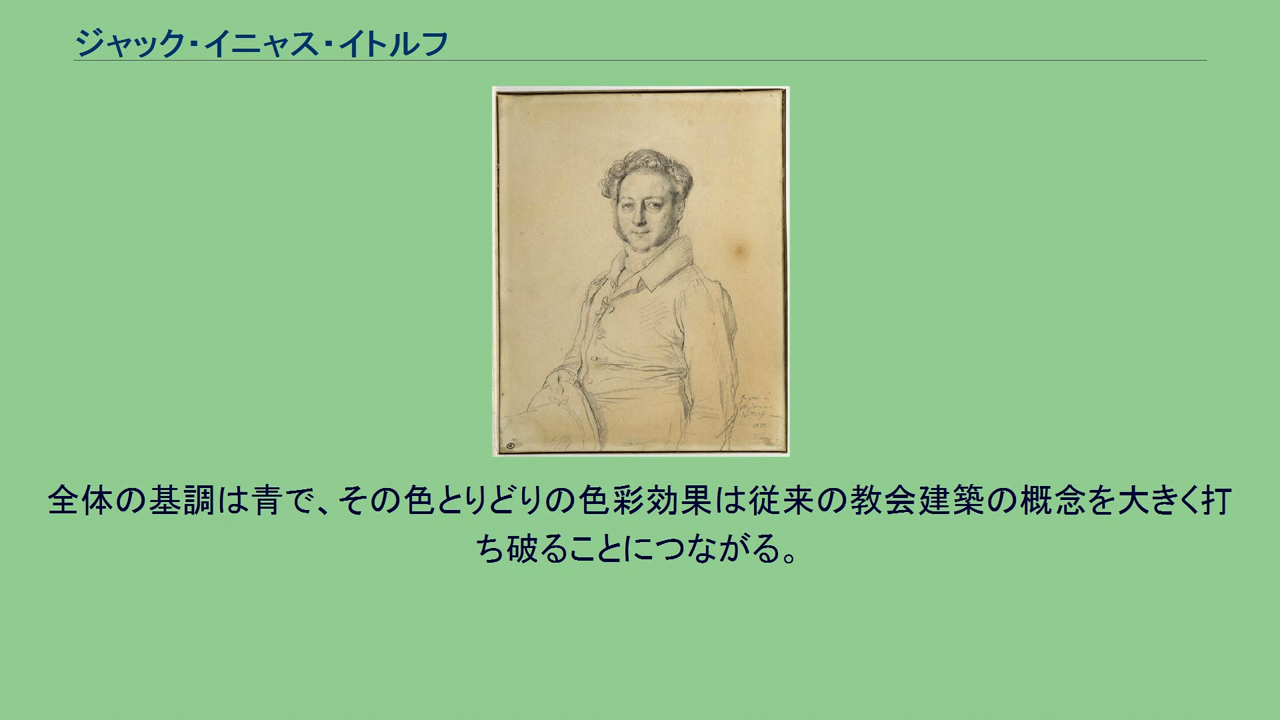 ジャック・イニャス・イトルフ
全体の基調は青で、その色とりどりの色彩効果は従来の教会建築の概念を大きく打
ち破ることにつながる。